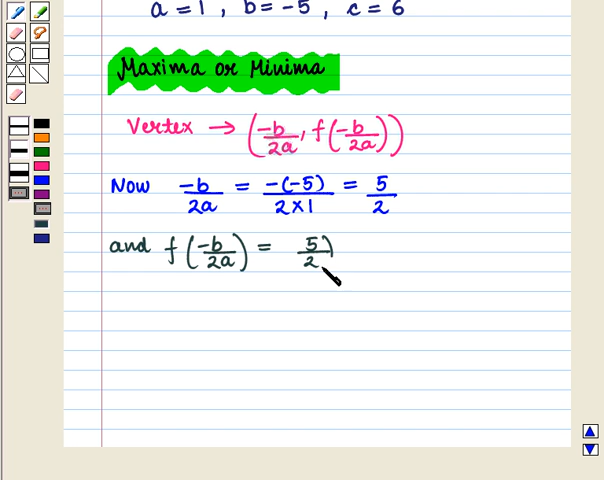 a = 1 , b = -5 , c = 6
Maxima or Minima
Vertex → (-b/2a, f(-b/2a))
Now -b/2a = -(-5)/2×1 = 5/2
and f(-b/2a) = 5/2)